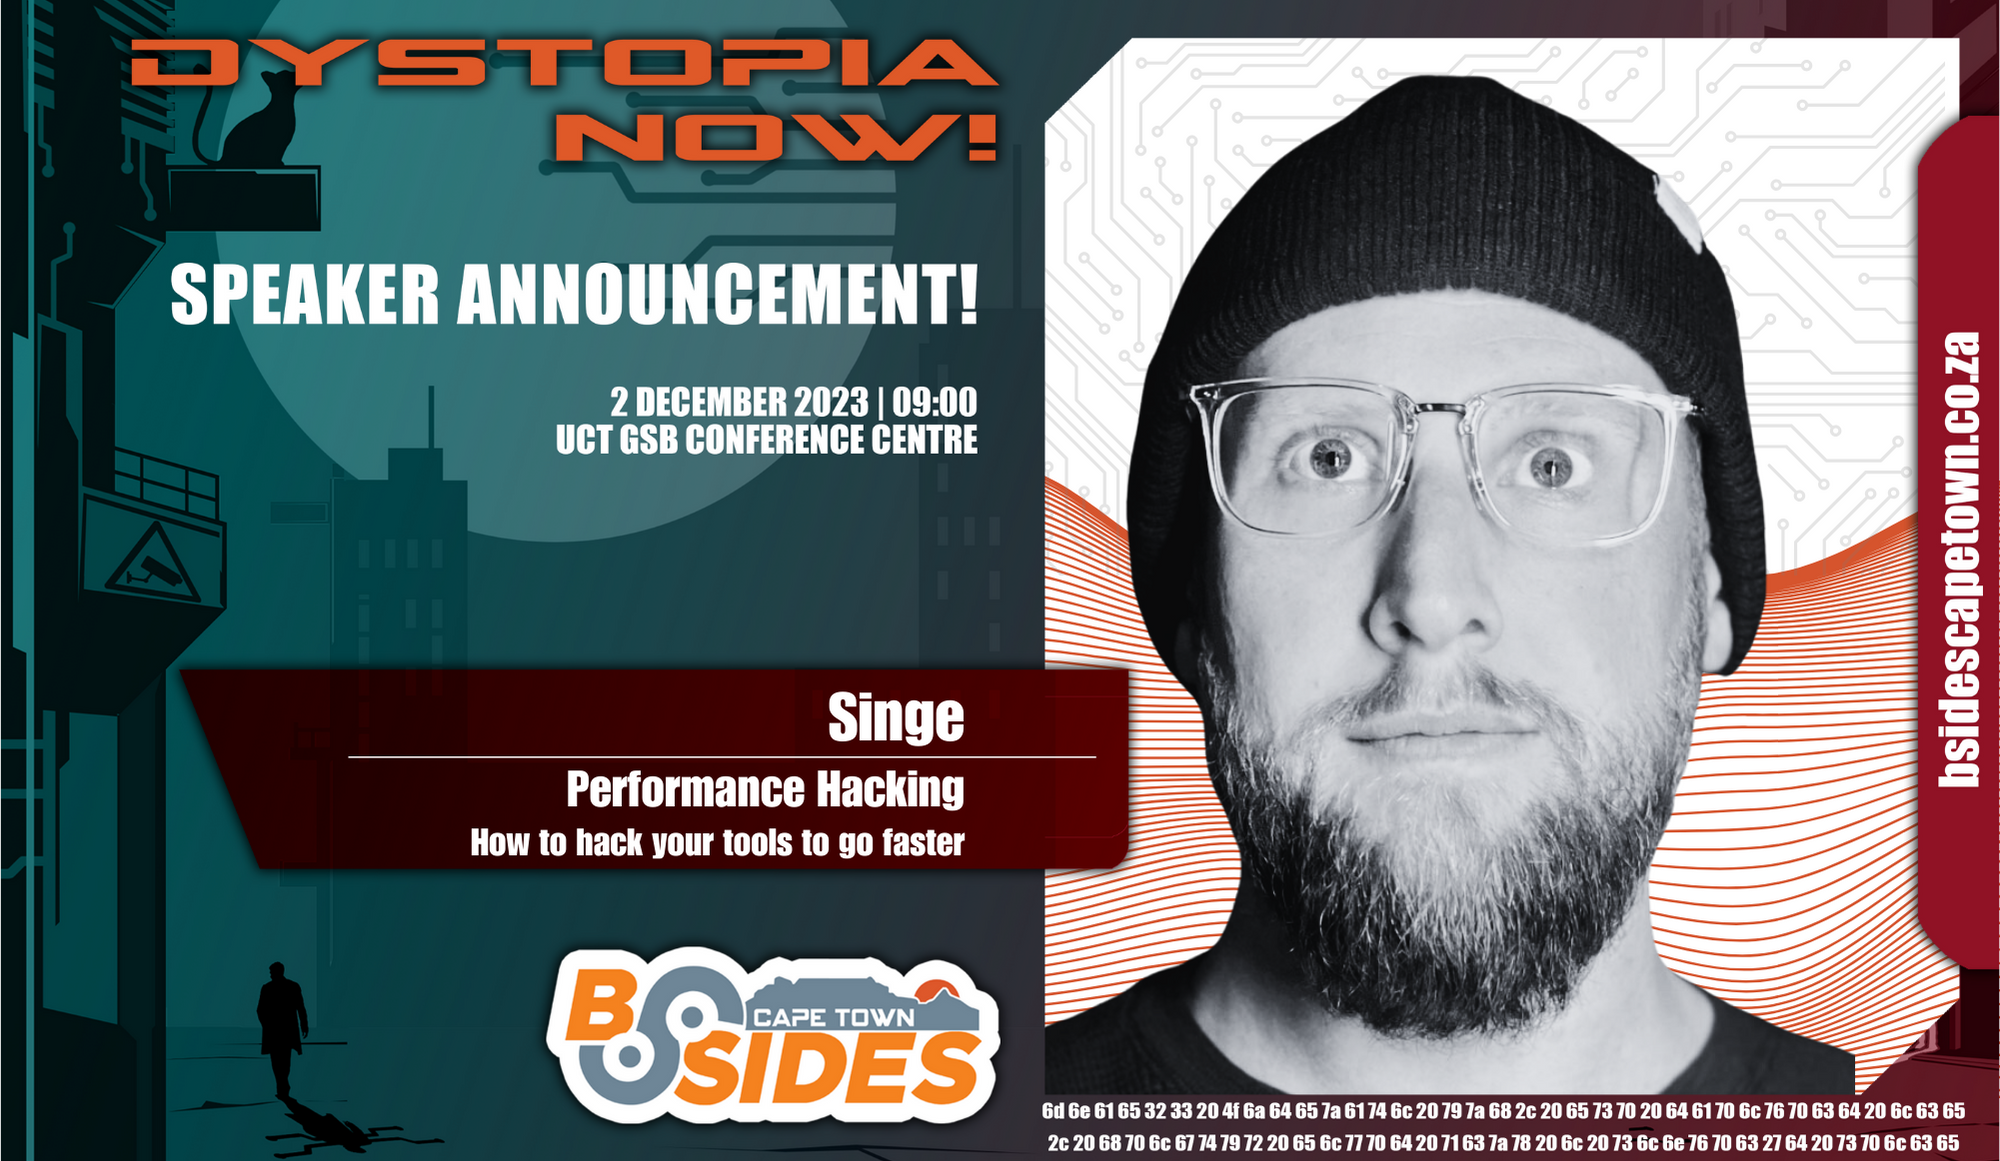 DYSTOPIA
NOW!
SPEAKER ANNOUNCEMENT!
2 DECEMBER 2023 | 09:00
UCT GSB CONFERENCE CENTRE
Singe
Performance Hacking
How to hack your tools to go faster
B SIDES
CAPE TOWN
bsidescapetown.co.za
6d 6e 61 65 32 33 20 4f 6a 64 65 7a 61 74 6c 20 79 7a 68 2c 20 65 73 70 20 64 61 70 6c 76 70 63 64 20 6c 63 65
2c 20 68 70 6c 67 74 79 72 20 65 6c 77 70 64 20 71 63 7a 78 20 6c 20 73 6c 6e 76 70 63 27 64 20 73 70 6c 63 65